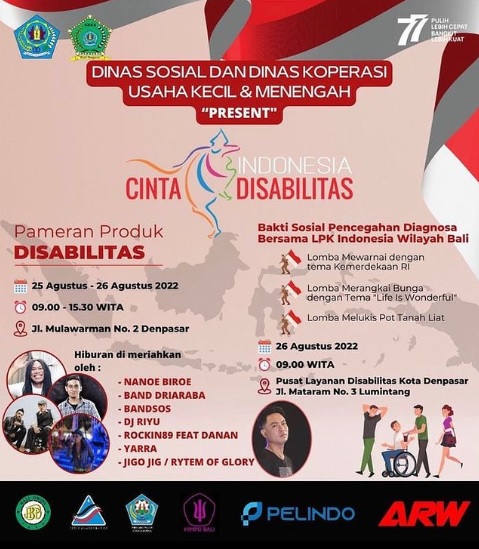 77
PULIH
LEBIH CEPAT
BANGKIT
LEBIH KUAT
DINAS SOSIAL DAN DINAS KOPERASI
USAHA KECIL & MENENGAH
"PRESENT"
INDONESIA
CINTA DISABILITAS
Pameran Produk
DISABILITAS
25 Agustus - 26 Agustus 2022
09.00 - 15.30 WITA
Jl. Mulawarman No. 2 Denpasar
Hiburan di meriahkan
oleh :
- NANOE BIROE
- BAND DRIARABA
- BANDSOS
- DJ RIYU
- ROCKIN89 FEAT DANAN
- YARRA
- JIGO JIG / RYTEM OF GLORY
Bakti Sosial Pencegahan Diagnosa
Bersama LPK Indonesia Wilayah Bali
Lomba Mewarnai dengan
tema Kemerdekaan RI
Lomba Merangkai Bunga
dengan Tema "Life Is Wonderful"
Lomba Melukis Pot Tanah Liat
26 Agustus 2022
09.00 WITA
Pusat Layanan Disabilitas Kota Denpasar
Jl. Mataram No. 3 Lumintang
PELINDO
ARW